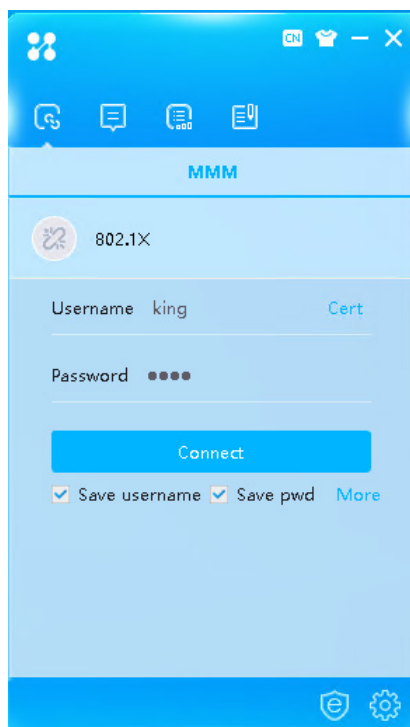 CN
MMM
802.1X
Username king Cert
Password ●●●●
Connect
Save username Save pwd More